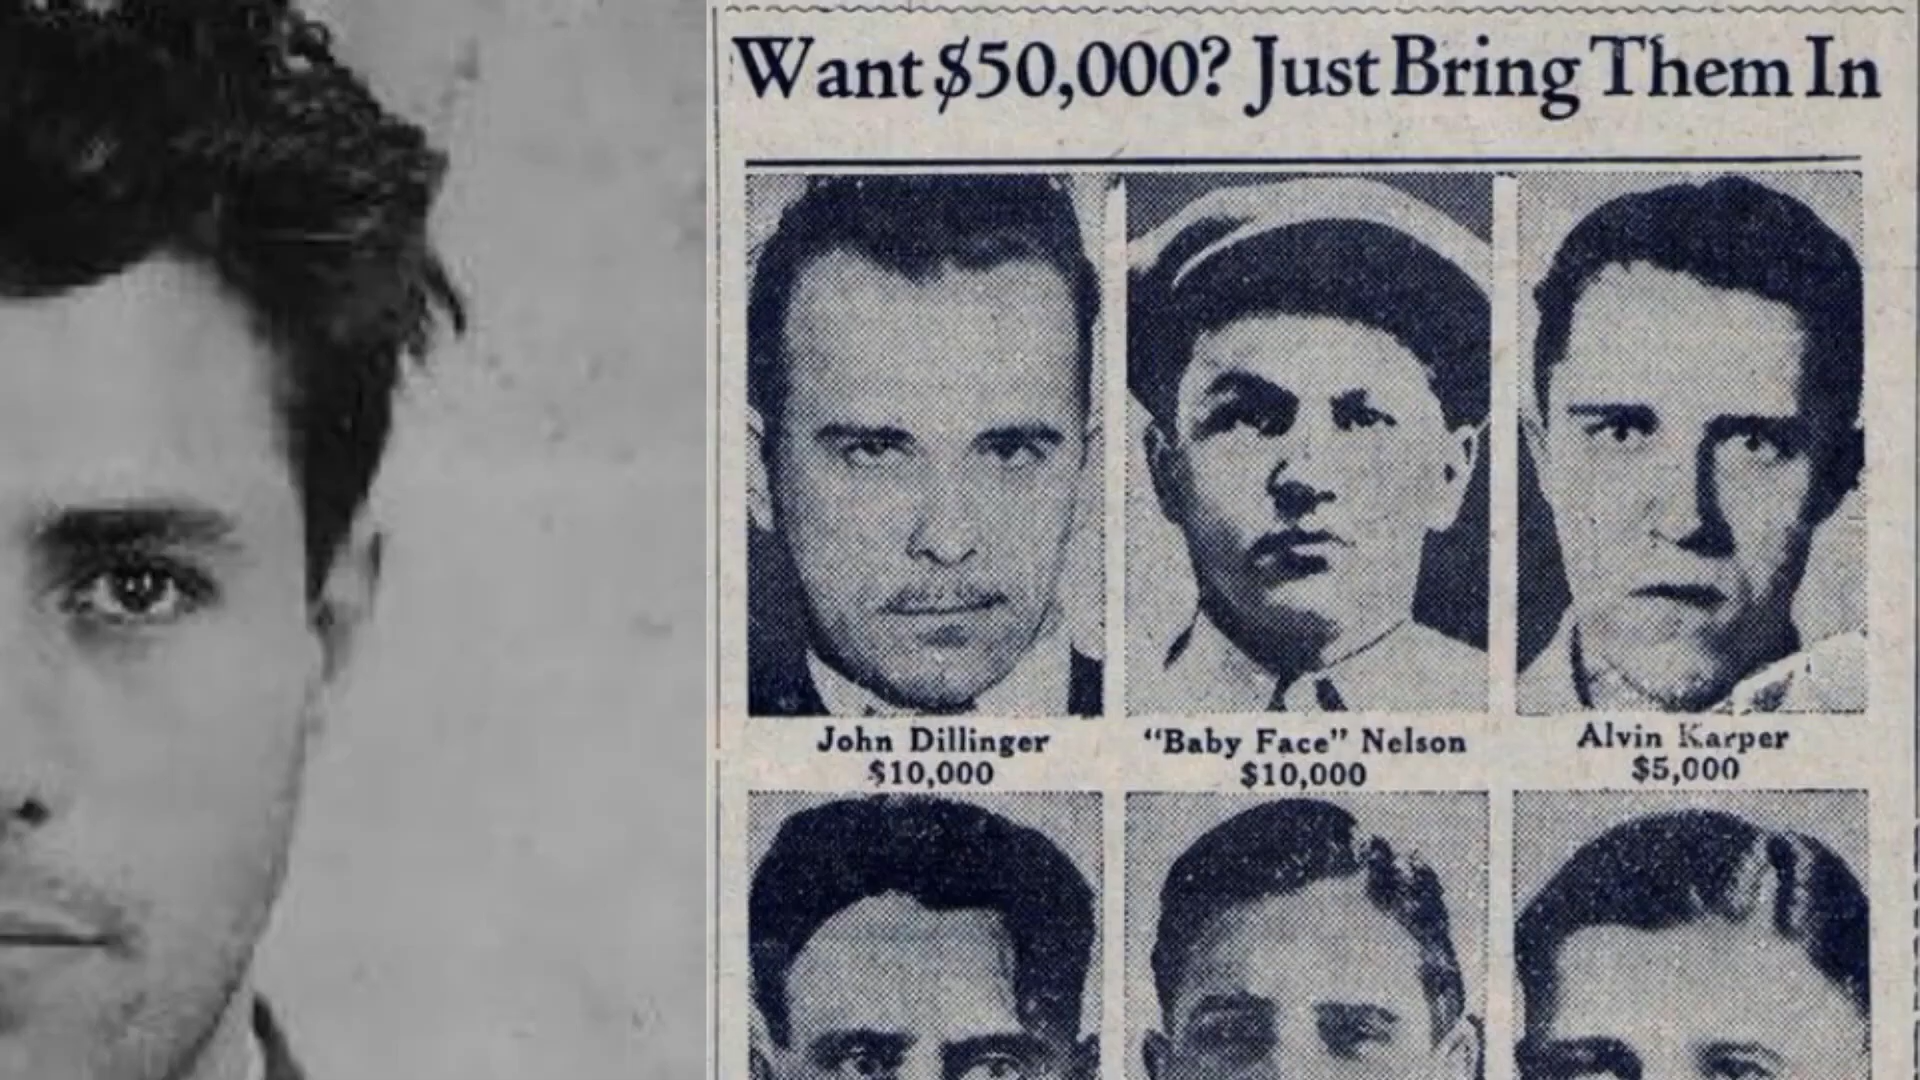 Want $50,000? Just Bring Them In
John Dillinger
$10,000
"Baby Face" Nelson
$10,000
Alvin Karper
$5,000